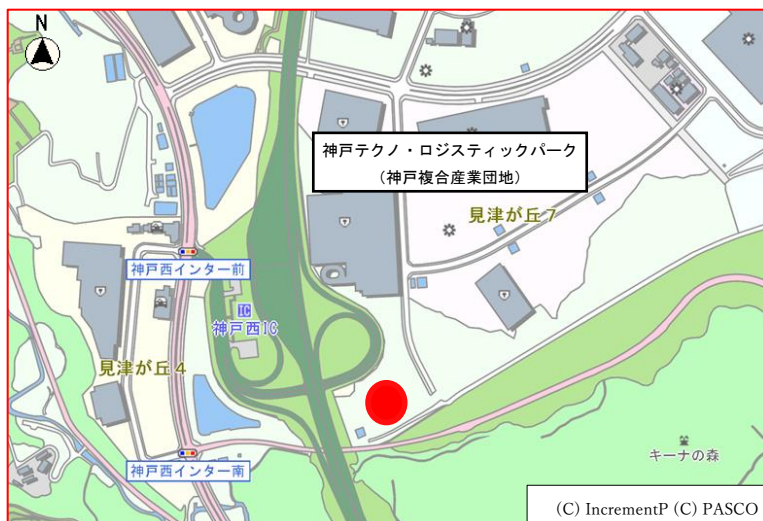 N
神戸テクノ・ロジスティックパーク
(神戸複合産業団地)
見津が丘7
神戸西インター前
IC
神戸西IC
見津が丘4
神戸西インター南
キーナの森
(C) IncrementP (C) PASCO